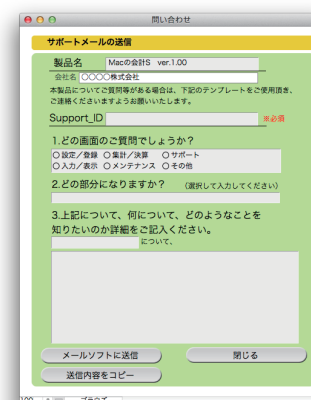 問い合わせ
サポートメールの送信
製品名 Macの会計S ver.1.00
会社名 〇〇〇〇株式会社
本製品についてご質問等がある場合は、下記のテンプレートをご使用頂き、
ご連絡くださいますようお願いいたします。
Support_ID ※必須
1.どの画面のご質問でしょうか？
設定／登録 集計／決算 サポート
入力／表示 メンテナンス その他
2.どの部分になりますか？ （選択して入力してください）
3.上記について、何について、どのようなことを
知りたいのか詳細をご記入ください。
について、
メールソフトに送信 閉じる
送信内容をコピー
100 ブラウズ